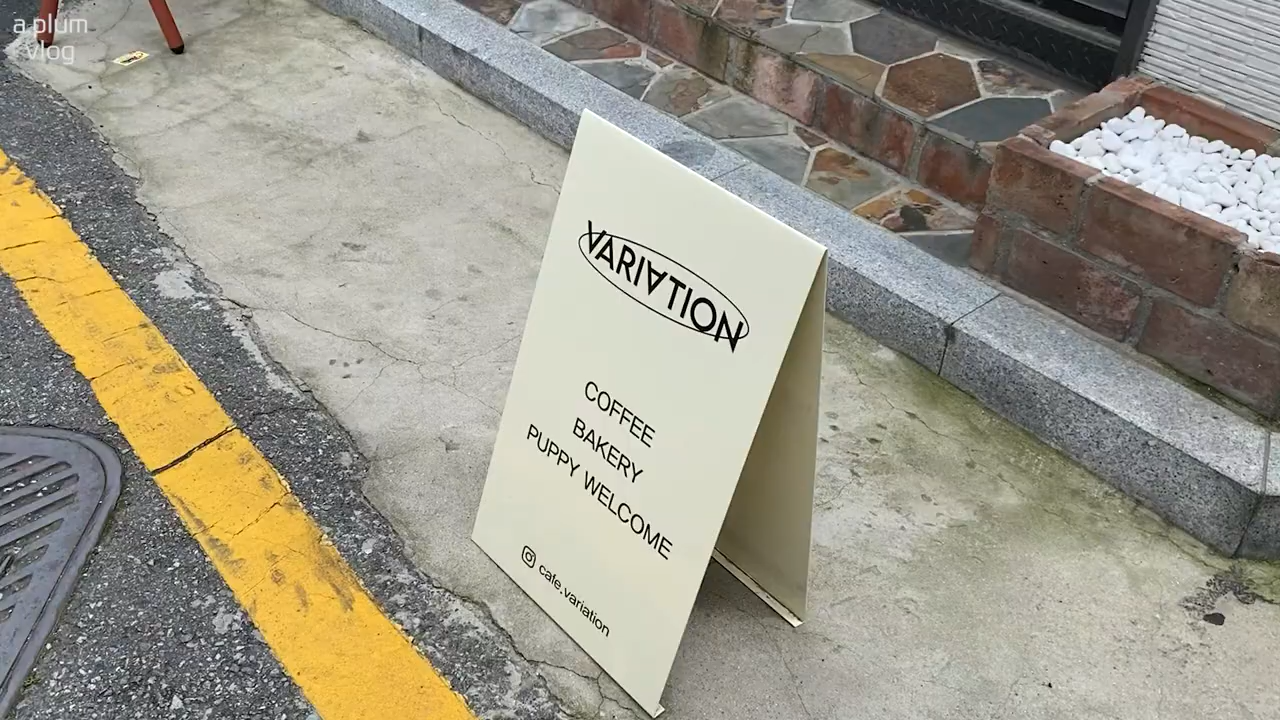 a plum
vlog
VARIATION
COFFEE
BAKERY
PUPPY WELCOME
cafe.variation